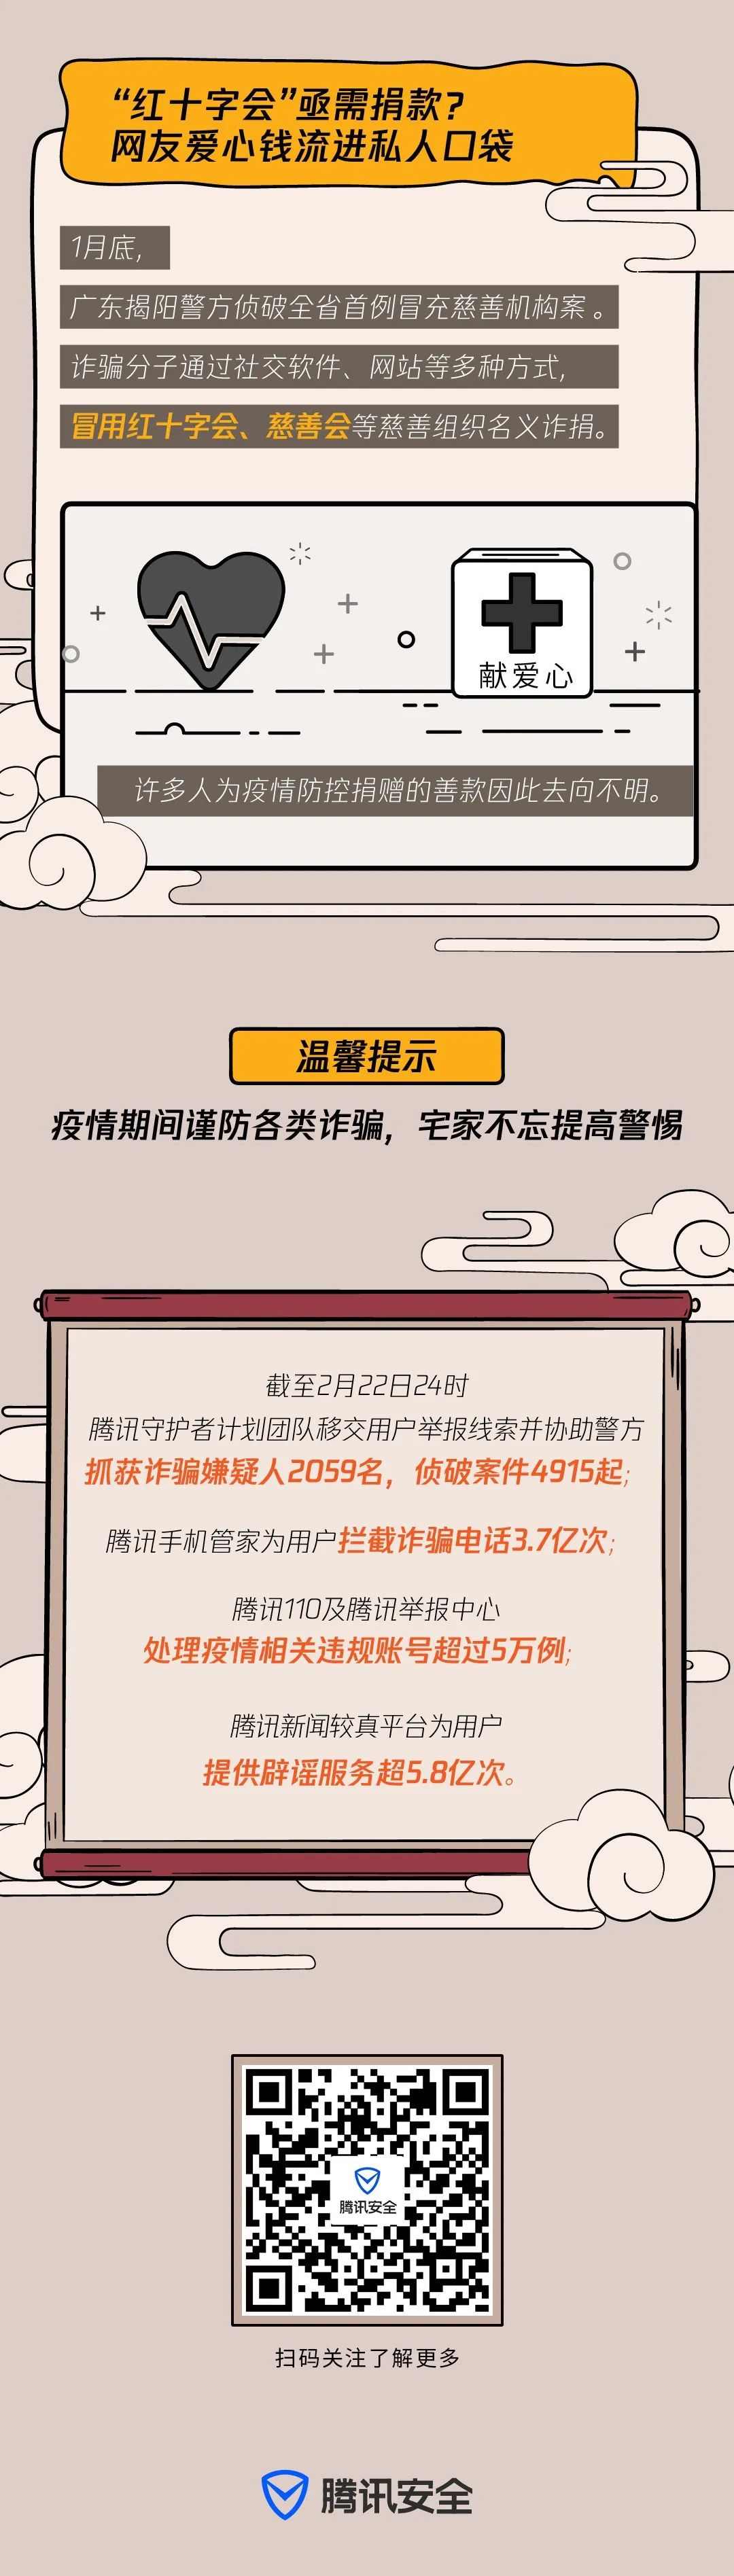 “红十字会”亟需捐款？
网友爱心钱流进私人口袋
1月底，
广东揭阳警方侦破全省首例冒充慈善机构案。
诈骗分子通过社交软件、网站等多种方式，
冒用红十字会、慈善会等慈善组织名义诈捐。
献爱心
许多人为疫情防控捐赠的善款因此去向不明。
温馨提示
疫情期间谨防各类诈骗，宅家不忘提高警惕
截至2月22日24时
腾讯守护者计划团队移交用户举报线索并协助警方
抓获诈骗嫌疑人2059名，侦破案件4915起；
腾讯手机管家为用户拦截诈骗电话3.7亿次；
腾讯110及腾讯举报中心
处理疫情相关违规账号超过5万例；
腾讯新闻较真平台为用户
提供辟谣服务超5.8亿次。
腾讯安全
扫码关注了解更多
腾讯安全